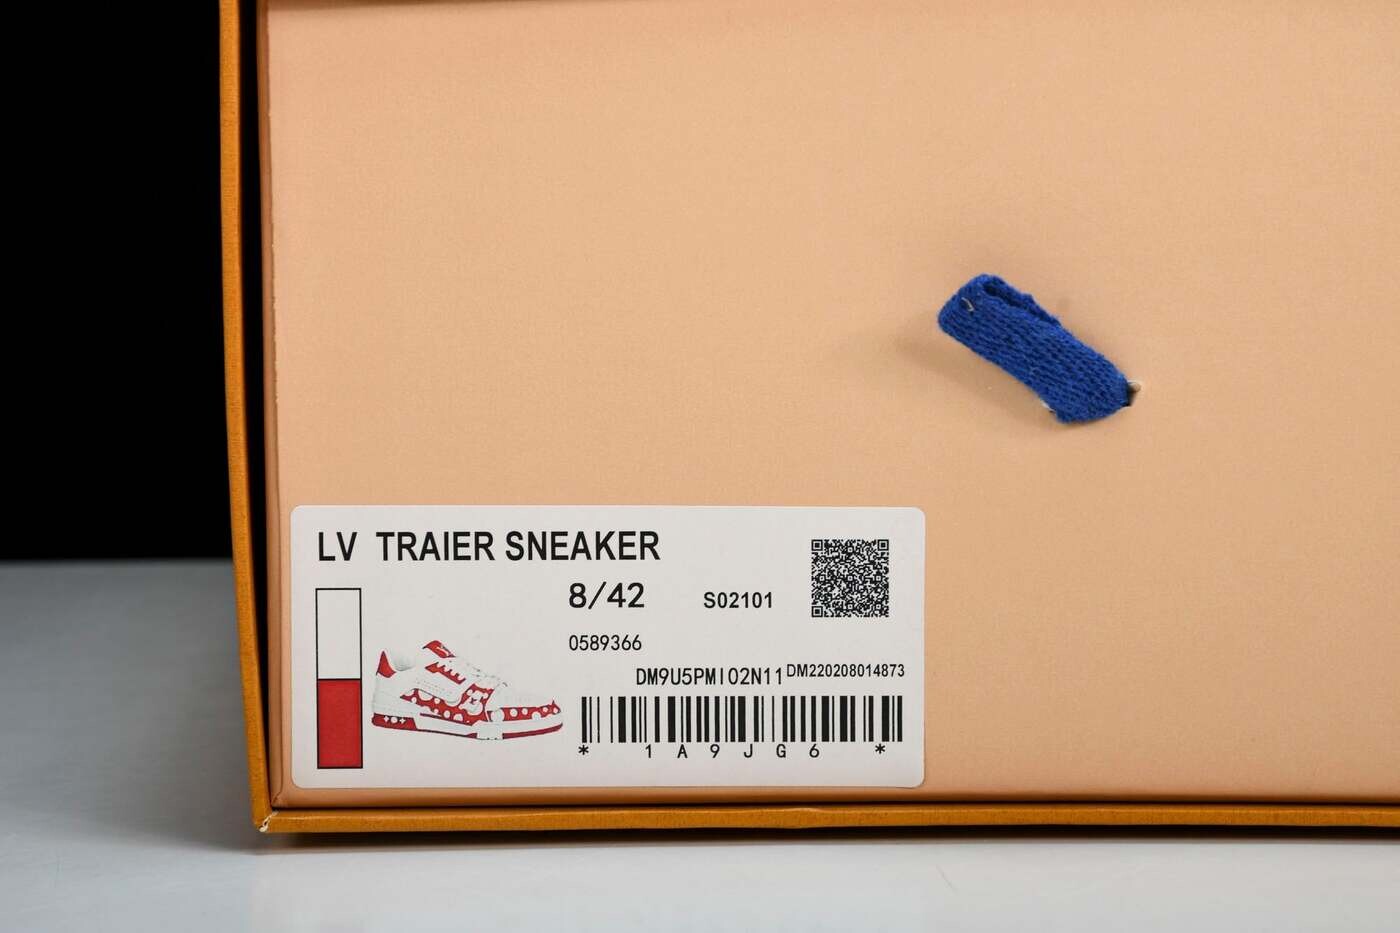 LV TRAIER SNEAKER
8/42 S02101
0589366
DM9U5PMI02N11 DM220208014873
* 1A9JG6 *